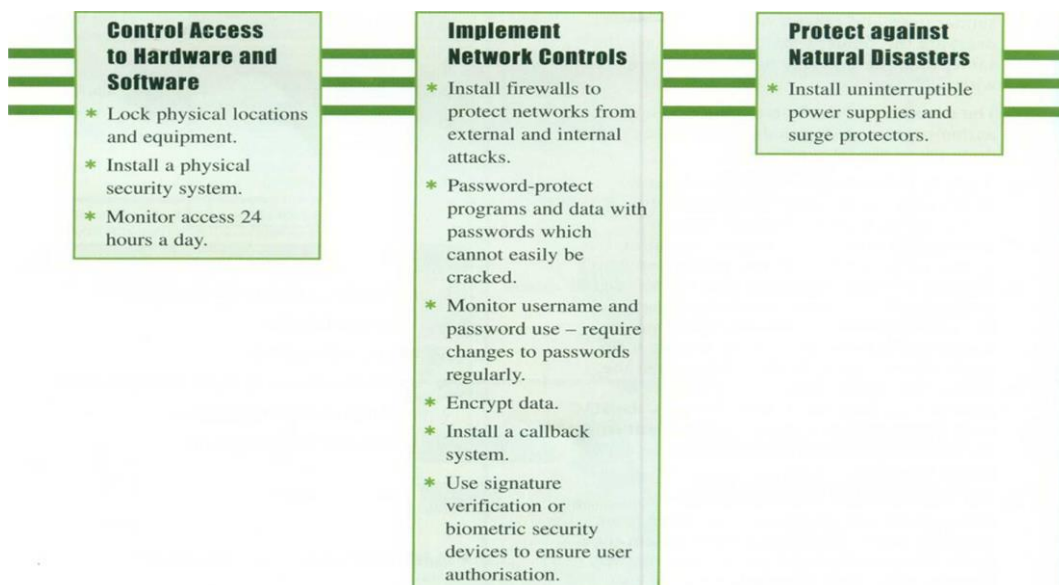 Control Access
to Hardware and
Software
* Lock physical locations
and equipment.
* Install a physical
security system.
* Monitor access 24
hours a day.
Implement
Network Controls
* Install firewalls to
protect networks from
external and internal
attacks.
* Password-protect
programs and data with
passwords which
cannot easily be
cracked.
* Monitor username and
password use – require
changes to passwords
regularly.
* Encrypt data.
* Install a callback
system.
* Use signature
verification or
biometric security
devices to ensure user
authorisation.
Protect against
Natural Disasters
* Install uninterruptible
power supplies and
surge protectors.